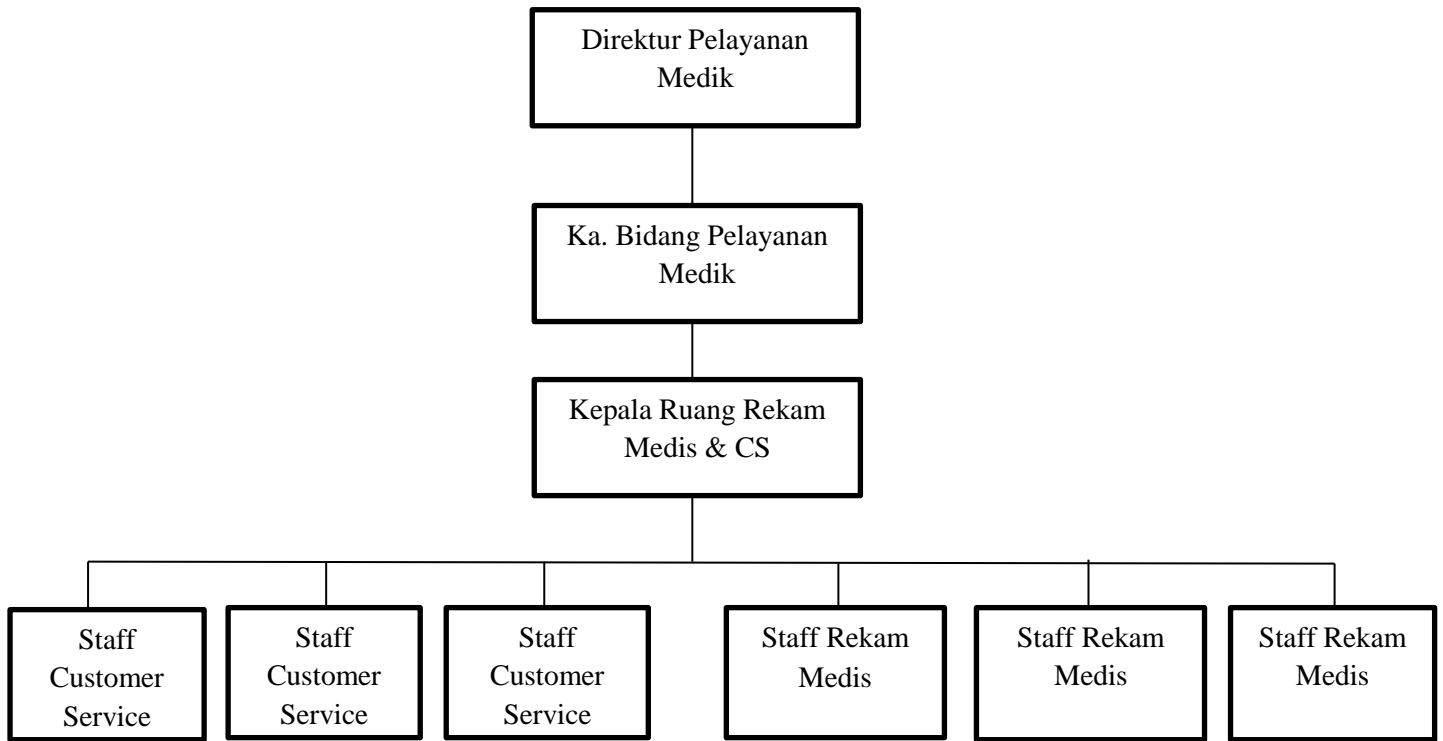 Direktur Pelayanan
Medik
Ka. Bidang Pelayanan
Medik
Kepala Ruang Rekam
Medis & CS
Staff
Customer
Service
Staff
Customer
Service
Staff
Customer
Service
Staff Rekam
Medis
Staff Rekam
Medis
Staff Rekam
Medis